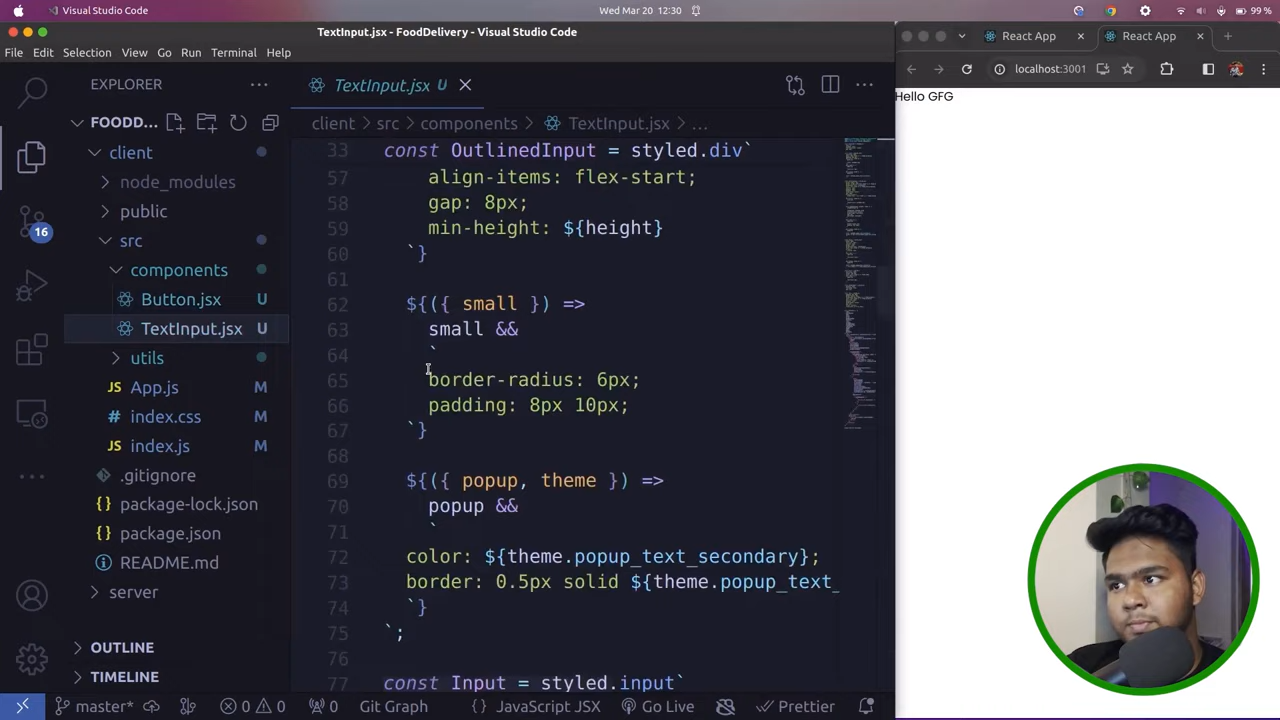 Visual Studio Code
Wed Mar 20 12:30
99 %
TextInput.jsx - FoodDelivery - Visual Studio Code
File Edit Selection View Go Run Terminal Help
React App
React App
localhost:3001
Hello GFG
EXPLORER
FOODD...
client
node_modules
public
src
components
Button.jsx U
TextInput.jsx U
utils
JS App.js M
# index.css M
JS index.js M
.gitignore
package-lock.json
package.json
README.md
server
OUTLINE
TIMELINE
16
TextInput.jsx U
client > src > components > TextInput.jsx > ...
33 const OutlinedInput = styled.div`
57 align-items: flex-start;
58 gap: 8px;
59 min-height: ${height}
60 `}
61
62 ${({ small }) =>
63 small &&
64 `
65 border-radius: 6px;
66 padding: 8px 10px;
67 `}
68
69 ${({ popup, theme }) =>
70 popup &&
71 `
72 color: ${theme.popup_text_secondary};
73 border: 0.5px solid ${theme.popup_text_
74 `}
75 `;
76
77 const Input = styled.input`
master* 0 0 0 Git Graph {} JavaScript JSX Go Live Prettier